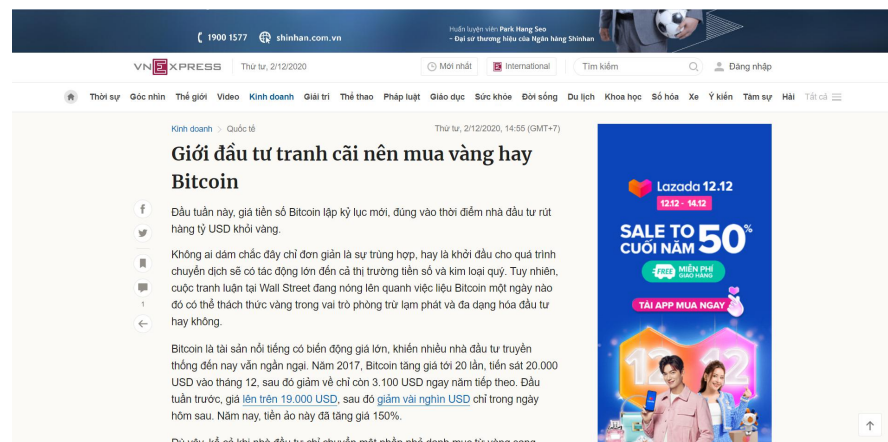 1900 1577 shinhan.com.vn
Huấn luyện viên Park Hang Seo
- Đại sứ thương hiệu của Ngân hàng Shinhan
VNEXPRESS Thứ tư, 2/12/2020 Mới nhất International Tìm kiếm Đăng nhập
Thời sự Góc nhìn Thế giới Video Kinh doanh Giải trí Thể thao Pháp luật Giáo dục Sức khỏe Đời sống Du lịch Khoa học Số hóa Xe Ý kiến Tâm sự Hài Tất cả
Kinh doanh > Quốc tế Thứ tư, 2/12/2020, 14:55 (GMT+7)
Giới đầu tư tranh cãi nên mua vàng hay
Bitcoin
Đầu tuần này, giá tiền số Bitcoin lập kỷ lục mới, đúng vào thời điểm nhà đầu tư rút
hàng tỷ USD khỏi vàng.
Không ai dám chắc đây chỉ đơn giản là sự trùng hợp, hay là khởi đầu cho quá trình
chuyển dịch sẽ có tác động lớn đến cả thị trường tiền số và kim loại quý. Tuy nhiên,
cuộc tranh luận tại Wall Street đang nóng lên quanh việc liệu Bitcoin một ngày nào
đó có thể thách thức vàng trong vai trò phòng trừ lạm phát và đa dạng hóa đầu tư
hay không.
1
Bitcoin là tài sản nổi tiếng có biến động giá lớn, khiến nhiều nhà đầu tư truyền
thống đến nay vẫn ngần ngại. Năm 2017, Bitcoin tăng giá tới 20 lần, tiến sát 20.000
USD vào tháng 12, sau đó giảm về chỉ còn 3.100 USD ngay năm tiếp theo. Đầu
tuần trước, giá lên trên 19.000 USD, sau đó giảm vài nghìn USD chỉ trong ngày
hôm sau. Năm nay, tiền ảo này đã tăng giá 150%.
Lazada 12.12
12.12 - 14.12
SALE TO 50%
CUỐI NĂM
FREE MIỄN PHÍ
GIAO HÀNG
TẢI APP MUA NGAY
12 12